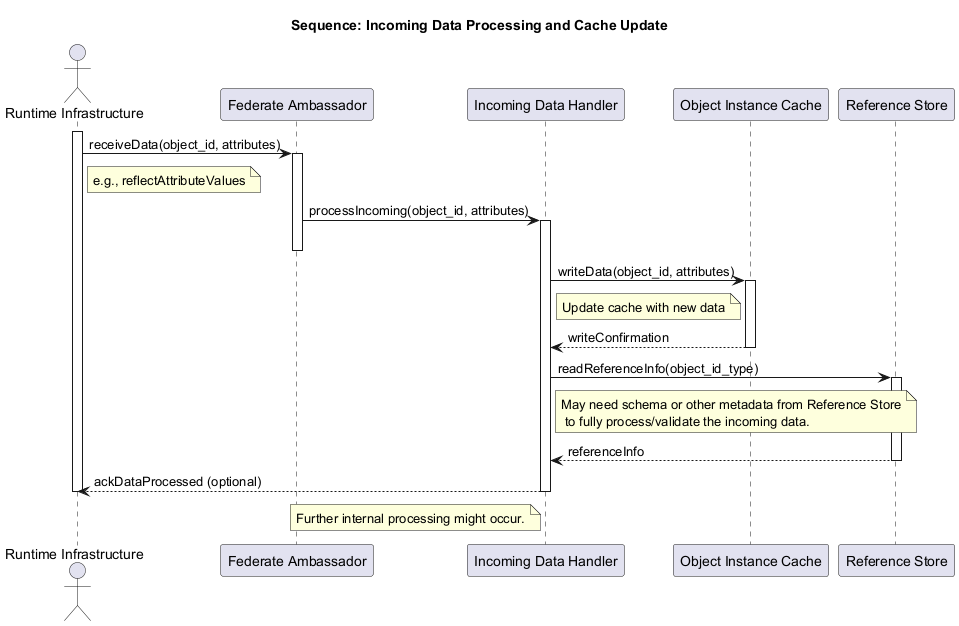 Sequence: Incoming Data Processing and Cache Update
Runtime Infrastructure
Federate Ambassador
Incoming Data Handler
Object Instance Cache
Reference Store
receiveData(object_id, attributes)
e.g., reflectAttributeValues
processIncoming(object_id, attributes)
writeData(object_id, attributes)
Update cache with new data
writeConfirmation
readReferenceInfo(object_id_type)
May need schema or other metadata from Reference Store
to fully process/validate the incoming data.
referenceInfo
ackDataProcessed (optional)
Further internal processing might occur.
Runtime Infrastructure
Federate Ambassador
Incoming Data Handler
Object Instance Cache
Reference Store